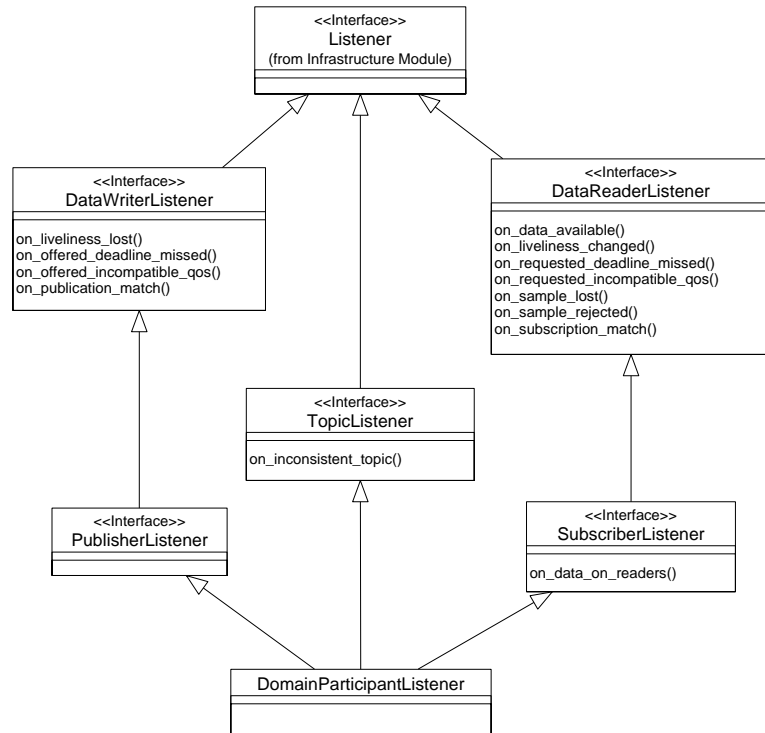 <<Interface>>
Listener
(from Infrastructure Module)
<<Interface>>
DataWriterListener
on_liveliness_lost()
on_offered_deadline_missed()
on_offered_incompatible_qos()
on_publication_match()
<<Interface>>
DataReaderListener
on_data_available()
on_liveliness_changed()
on_requested_deadline_missed()
on_requested_incompatible_qos()
on_sample_lost()
on_sample_rejected()
on_subscription_match()
<<Interface>>
TopicListener
on_inconsistent_topic()
<<Interface>>
PublisherListener
<<Interface>>
SubscriberListener
on_data_on_readers()
DomainParticipantListener